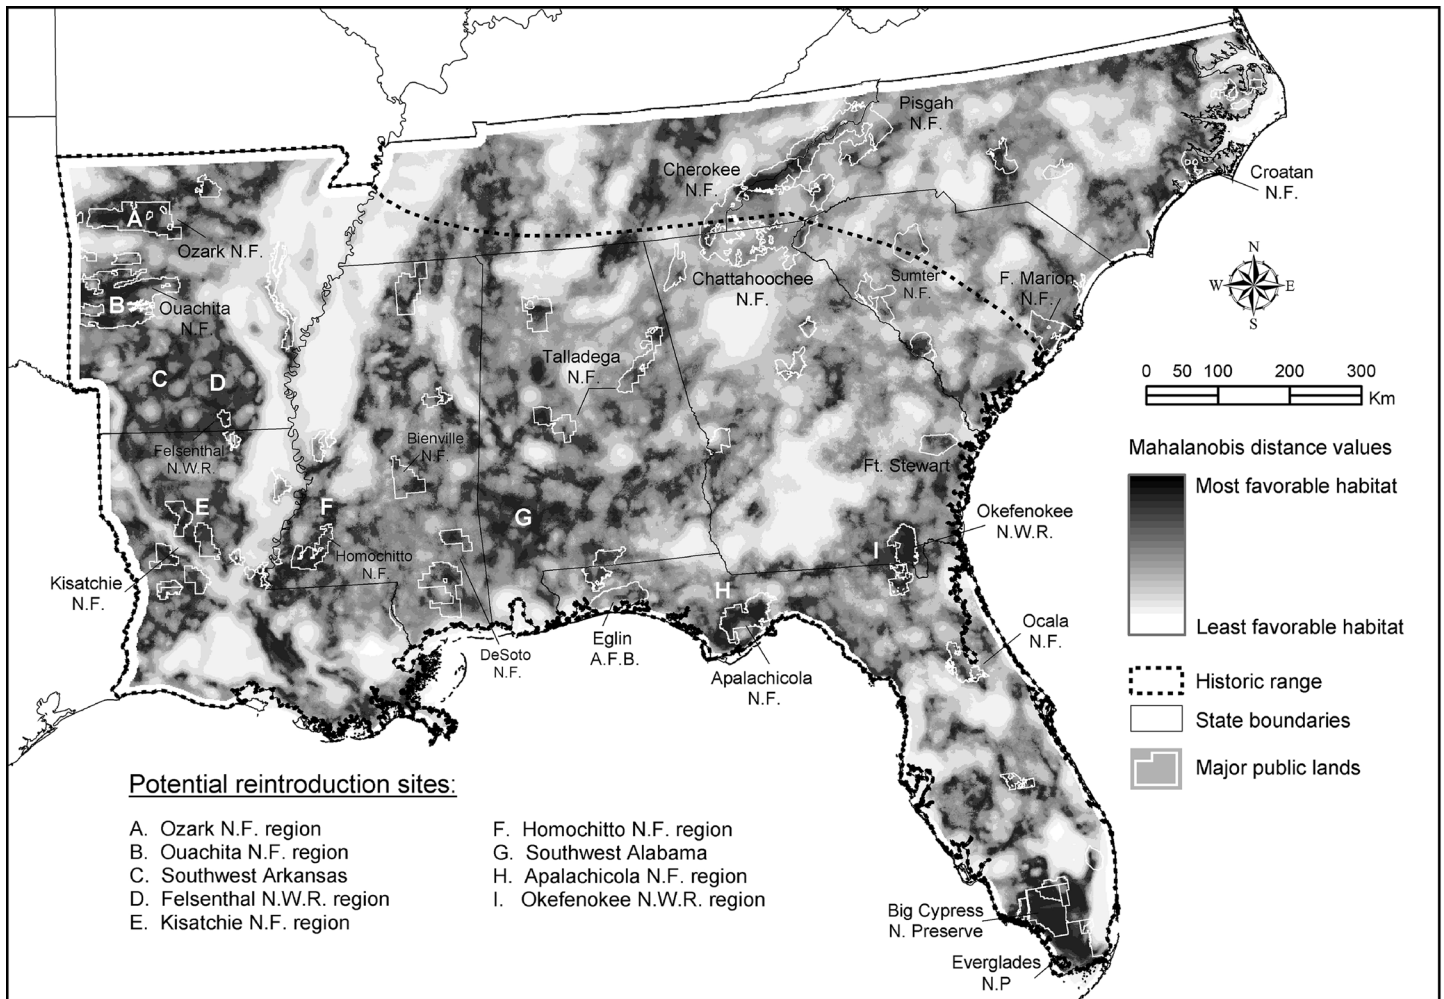 Pisgah
N.F.
Cherokee
N.F.
Croatan
N.F.
A
Ozark N.F.
Chattahoochee
N.F.
Sumter
N.F.
F. Marion
N.F.
N
W
E
S
B
Ouachita
N.F.
C
D
Talladega
N.F.
0 50 100 200 300
Km
Felsenthal
N.W.R.
Bienville
N.F.
Ft. Stewart
Mahalanobis distance values
Most favorable habitat
Least favorable habitat
E
F
G
Okefenokee
N.W.R.
I
Homochitto
N.F.
Kisatchie
N.F.
H
DeSoto
N.F.
Eglin
A.F.B.
Apalachicola
N.F.
Ocala
N.F.
Historic range
State boundaries
Major public lands
Potential reintroduction sites:
A. Ozark N.F. region
B. Ouachita N.F. region
C. Southwest Arkansas
D. Felsenthal N.W.R. region
E. Kisatchie N.F. region
F. Homochitto N.F. region
G. Southwest Alabama
H. Apalachicola N.F. region
I. Okefenokee N.W.R. region
Big Cypress
N. Preserve
Everglades
N.P